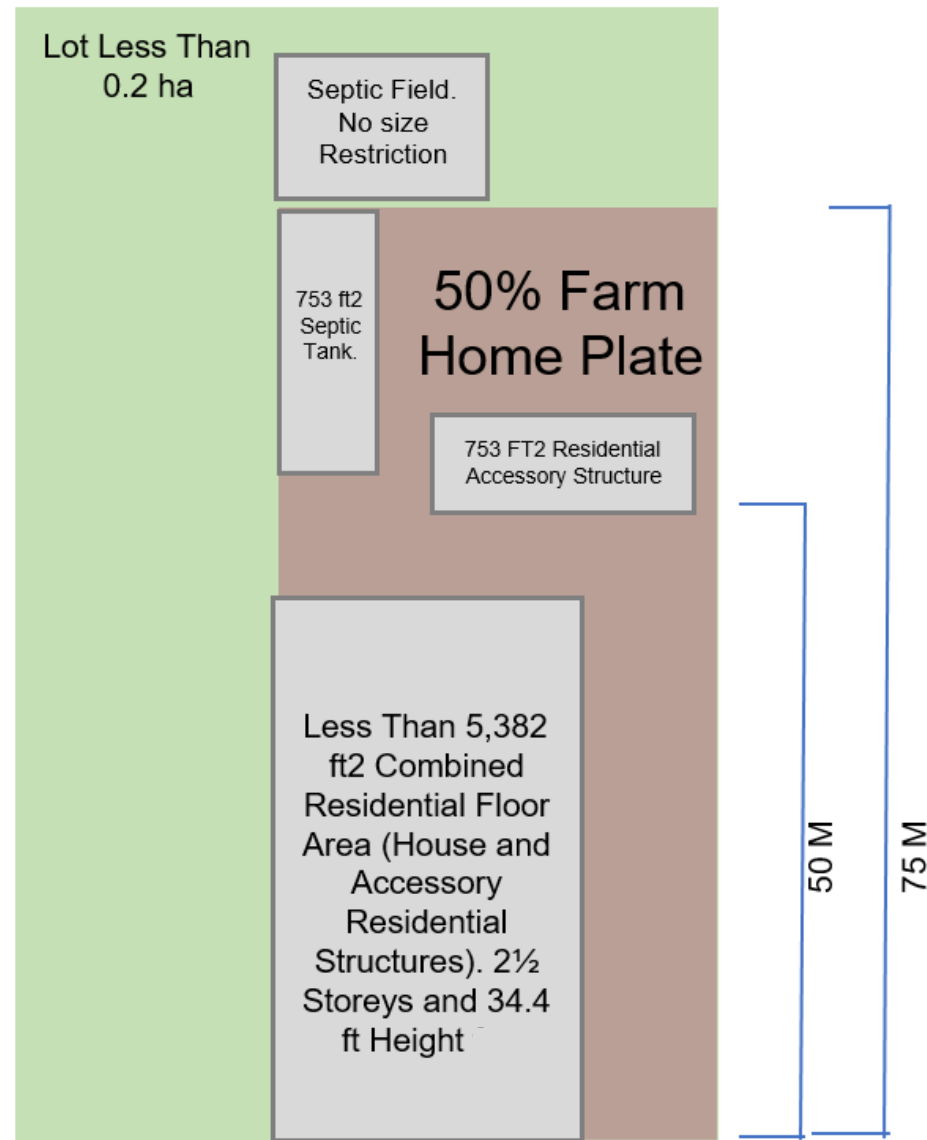 Lot Less Than
0.2 ha
Septic Field.
No size
Restriction
753 ft2
Septic
Tank.
50% Farm
Home Plate
753 FT2 Residential
Accessory Structure
Less Than 5,382
ft2 Combined
Residential Floor
Area (House and
Accessory
Residential
Structures). 2½
Storeys and 34.4
ft Height
50 M
75 M